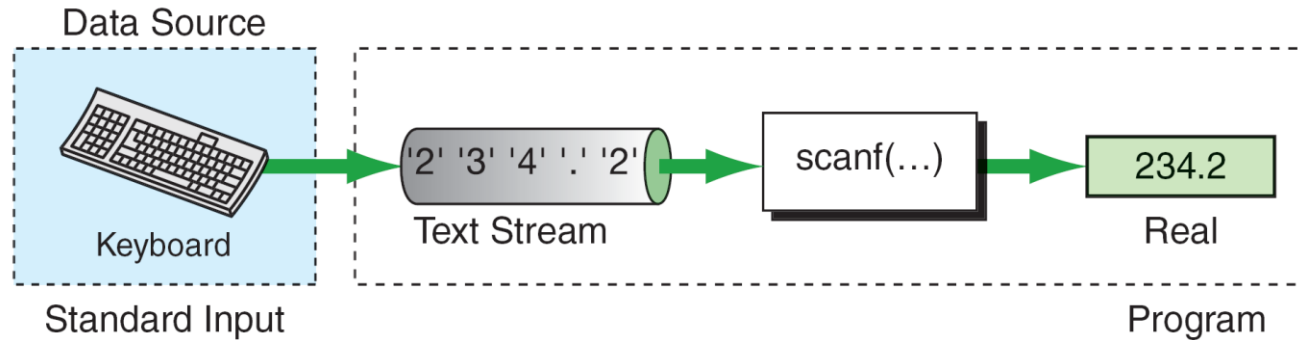 Data Source
'2' '3' '4' '.' '2'
scanf(…)
234.2
Keyboard
Text Stream
Real
Standard Input
Program